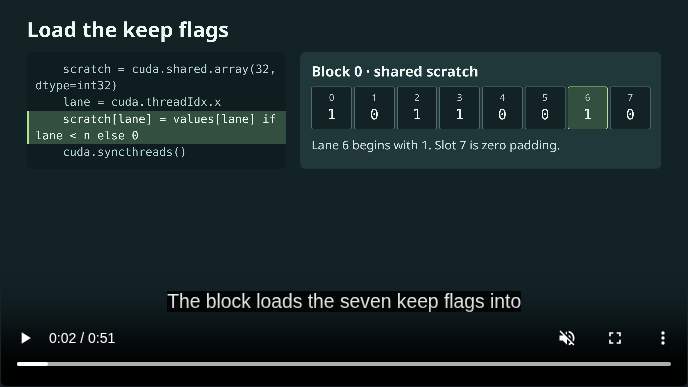 Load the keep flags
scratch = cuda.shared.array(32,
dtype=int32)
lane = cuda.threadIdx.x
scratch[lane] = values[lane] if
lane < n else 0
cuda.syncthreads()
Block 0 · shared scratch
0 1 2 3 4 5 6 7
1 0 1 1 0 0 1 0
Lane 6 begins with 1. Slot 7 is zero padding.
The block loads the seven keep flags into
0:02 / 0:51